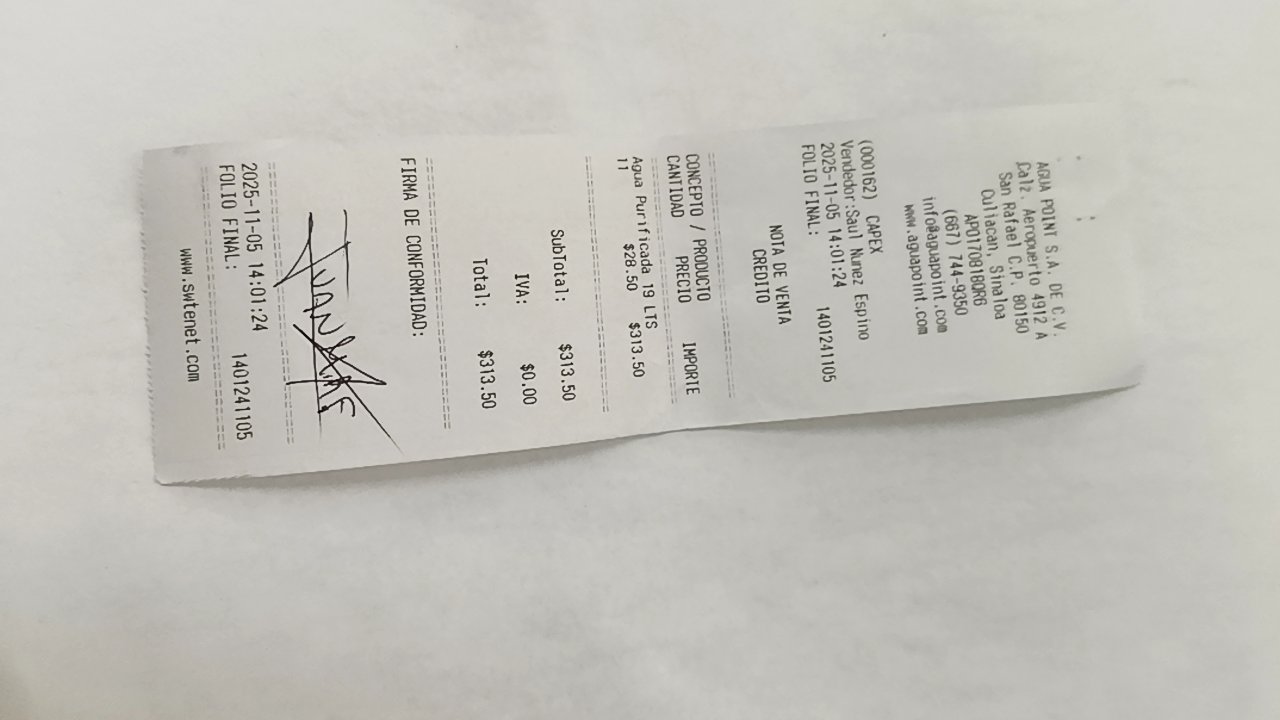 AGUA POINT S.A. DE C.V.
Calz. Aeropuerto 4912 A
San Rafael C.P. 80150
Culiacan, Sinaloa
APO170818QR6
(667) 744-9350
info@aguapoint.com
www.aguapoint.com
NOTA DE VENTA
CREDITO
(000162) CAPEX
Vendedor:Saul Nunez Espino
2025-11-05 14:01:24
FOLIO FINAL: 1401241105
CONCEPTO / PRODUCTO
CANTIDAD PRECIO IMPORTE
Agua Purificada 19 LTS
11 $28.50 $313.50
SubTotal: $313.50
IVA: $0.00
Total: $313.50
FIRMA DE CONFORMIDAD:
2025-11-05 14:01:24
FOLIO FINAL: 1401241105
www.swtenet.com